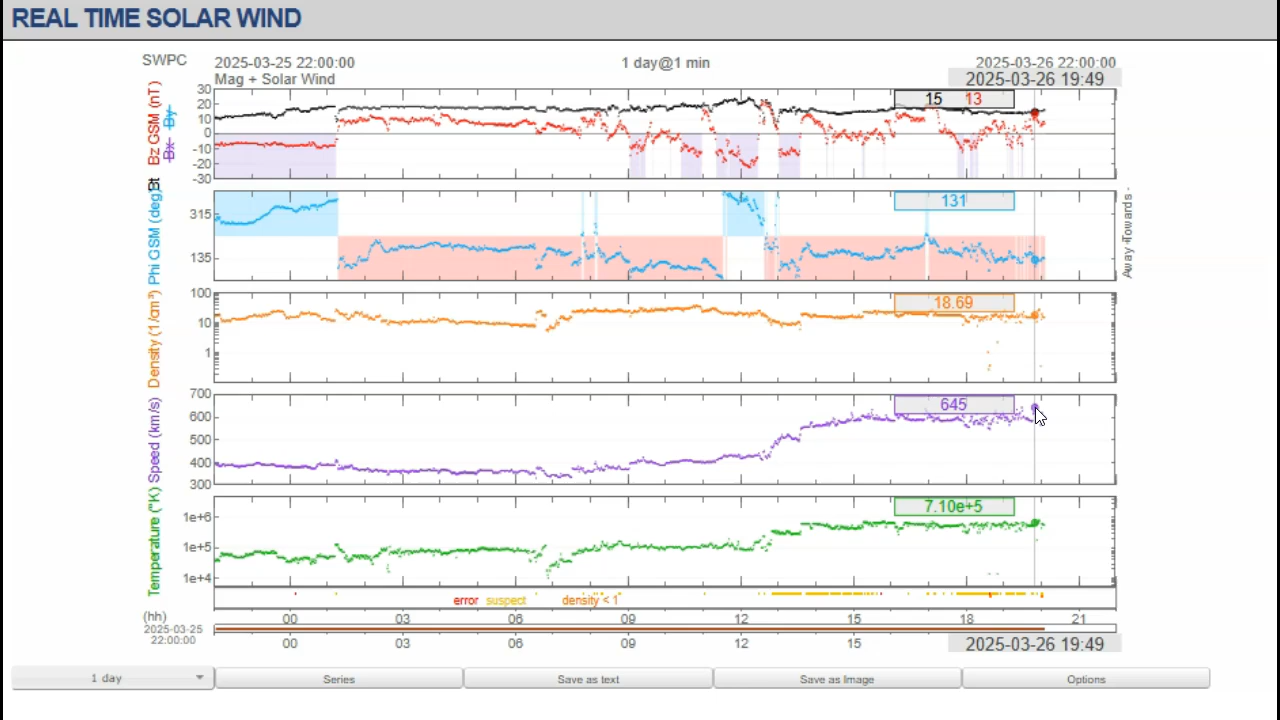 REAL TIME SOLAR WIND
SWPC
2025-03-25 22:00:00
1 day@1 min
2025-03-26 22:00:00
Mag + Solar Wind
2025-03-26 19:49
Bt Bz GSM (nT)
Bx By
30
20
10
0
-10
-20
-30
15 13
Phi GSM (deg)
315
135
131
Away - Towards -
Density (1/cm³)
100
10
1
18.69
Speed (km/s)
700
600
500
400
300
645
Temperature (°K)
1e+6
1e+5
1e+4
7.10e+5
error suspect density < 1
(hh)
00 03 06 09 12 15 18 21
2025-03-25
22:00:00
00 03 06 09 12 15
2025-03-26 19:49
1 day
Series
Save as text
Save as Image
Options